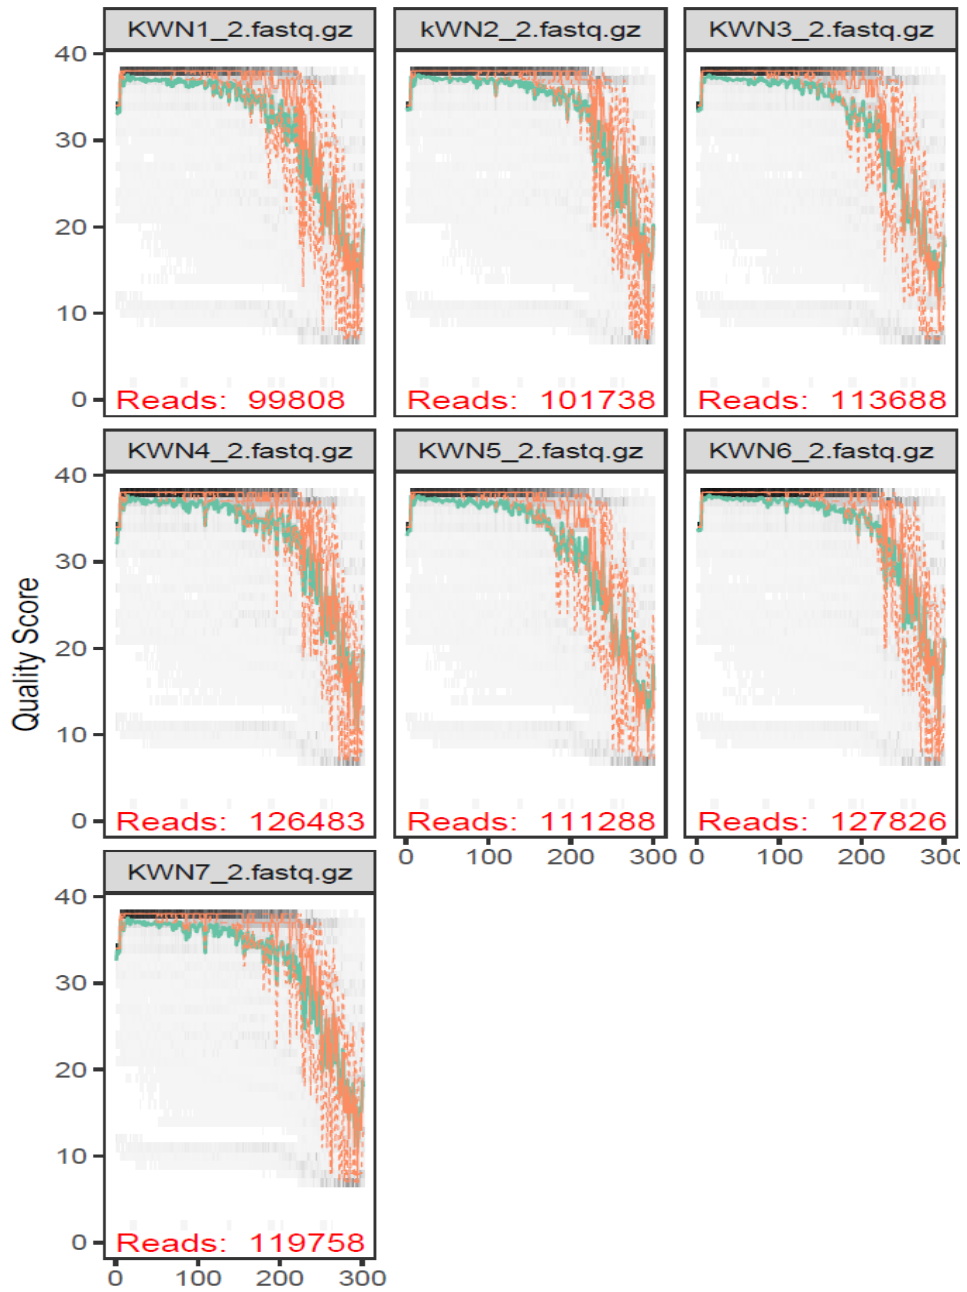 KWN1_2.fastq.gz kWN2_2.fastq.gz KWN3_2.fastq.gz
40
30
20
10
0
Reads: 99808 Reads: 101738 Reads: 113688
KWN4_2.fastq.gz KWN5_2.fastq.gz KWN6_2.fastq.gz
40
30
20
10
0
Quality Score
Reads: 126483 Reads: 111288 Reads: 127826
0 100 200 300 0 100 200 300
KWN7_2.fastq.gz
40
30
20
10
0
Reads: 119758
0 100 200 300